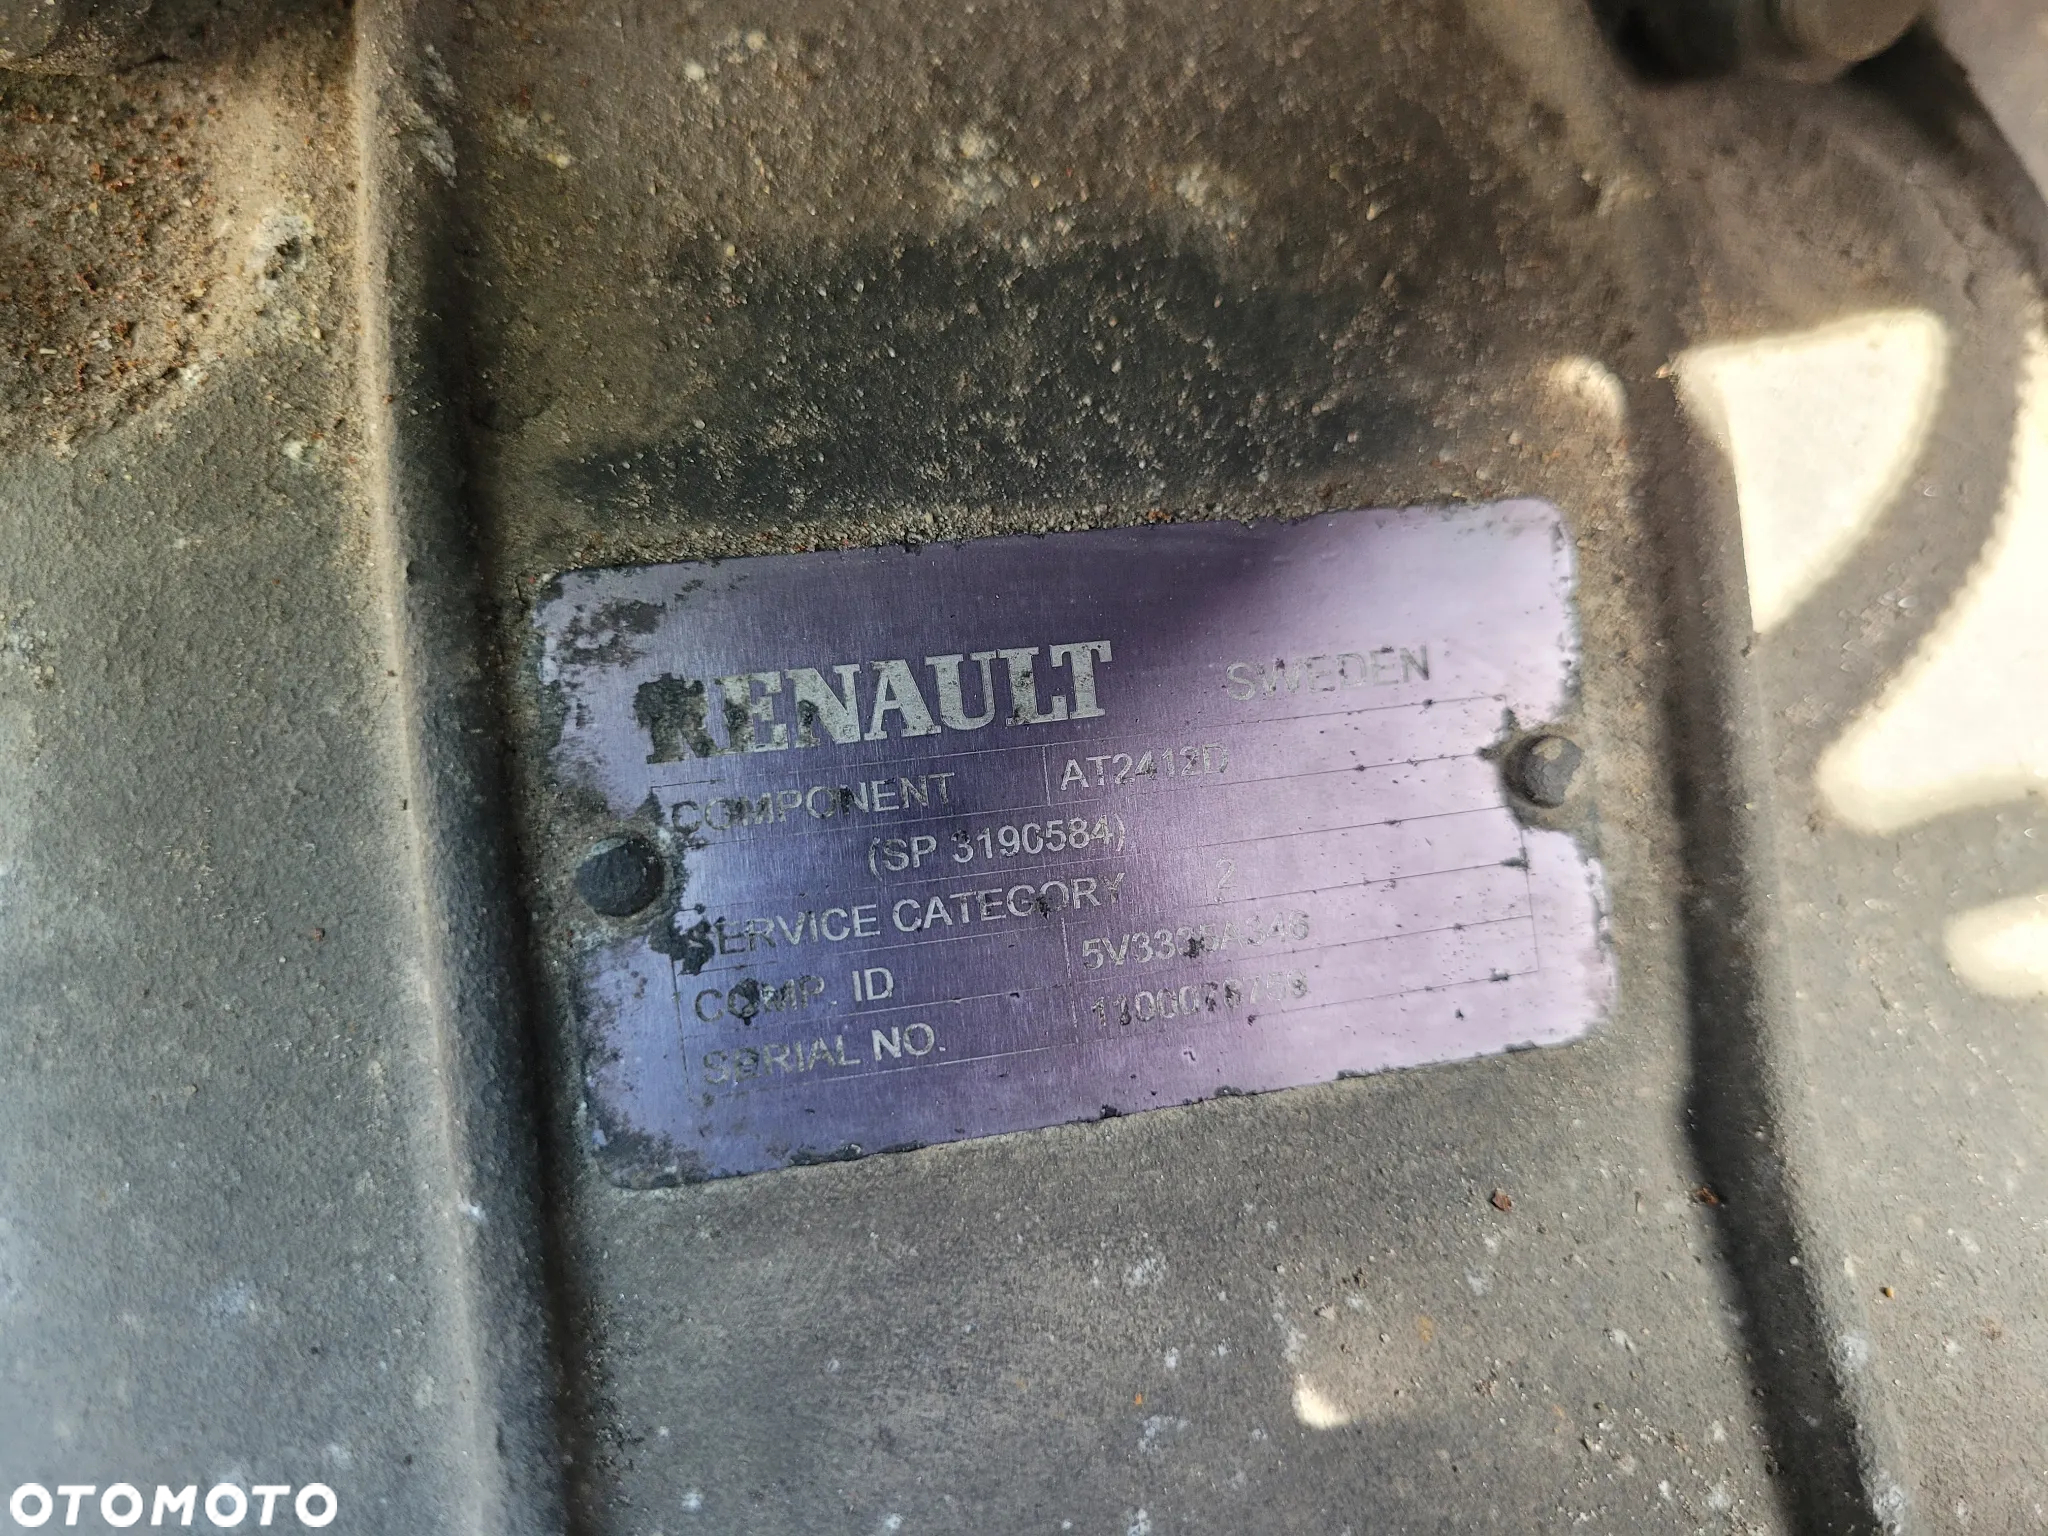 RENAULT SWEDEN
COMPONENT AT2412D
(SP 3190584)
SERVICE CATEGORY 2
COMP. ID
SERIAL NO.
OTOMOTO